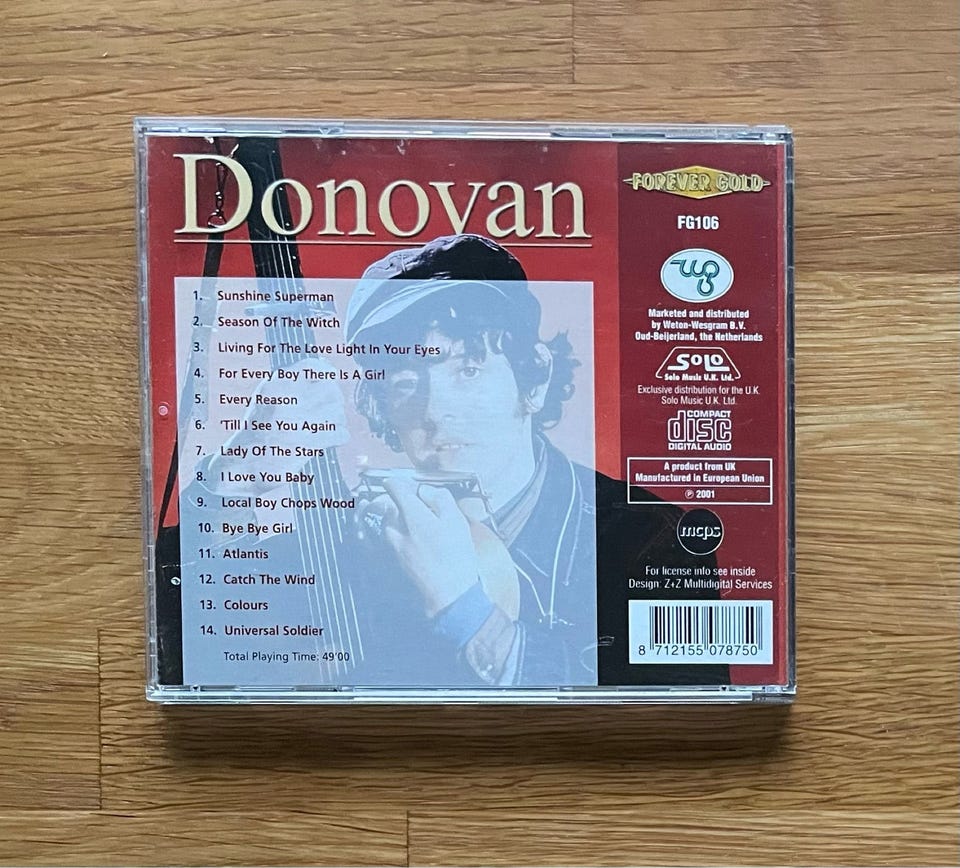 Donovan
1. Sunshine Superman
2. Season Of The Witch
3. Living For The Love Light In Your Eyes
4. For Every Boy There Is A Girl
5. Every Reason
6. 'Till I See You Again
7. Lady Of The Stars
8. I Love You Baby
9. Local Boy Chops Wood
10. Bye Bye Girl
11. Atlantis
12. Catch The Wind
13. Colours
14. Universal Soldier
Total Playing Time: 49'00
FOREVER GOLD
FG106
wg
Marketed and distributed
by Weton-Wesgram B.V.
Oud-Beijerland, the Netherlands
SOLO
Solo Music U.K. Ltd.
Exclusive distribution for the U.K.
Solo Music U.K. Ltd.
COMPACT
disc
DIGITAL AUDIO
A product from UK
Manufactured in European Union
℗ 2001
mcps
For license info see inside
Design: Z+Z Multidigital Services
8 712155 078750